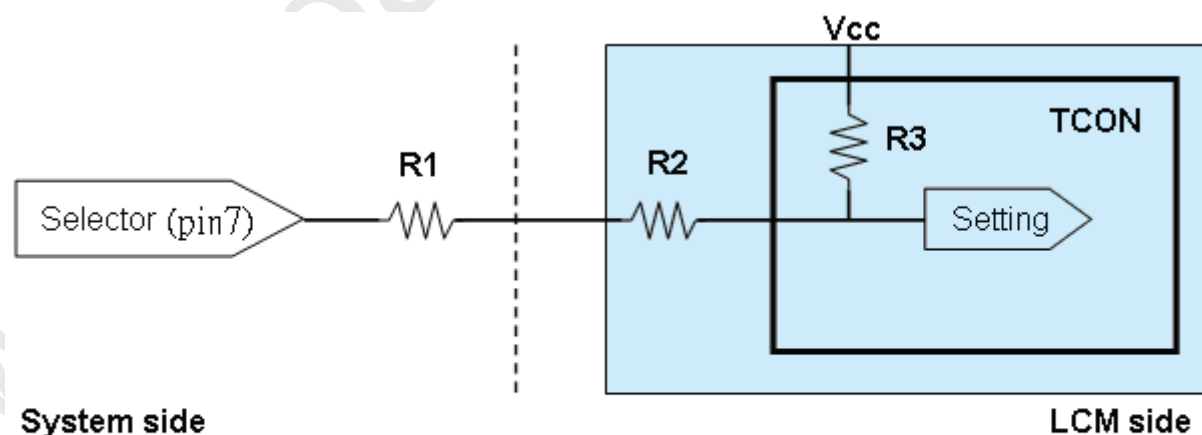 Vcc
TCON
R3
R1
R2
Selector (pin7)
Setting
System side
LCM side